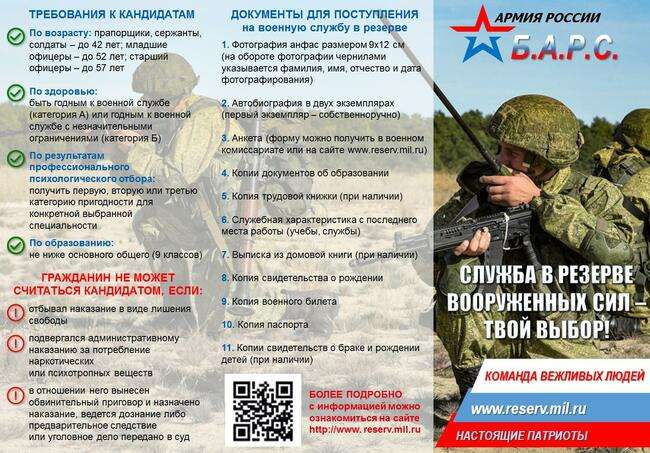 ТРЕБОВАНИЯ К КАНДИДАТАМ
По возрасту: прапорщики, сержанты,
солдаты – до 42 лет; младшие
офицеры – до 52 лет; старший
офицеры – до 57 лет
По здоровью:
быть годным к военной службе
(категория А) или годным к военной
службе с незначительными
ограничениями (категория Б)
По результатам
профессионального
психологического отбора:
получить первую, вторую или третью
категорию пригодности для
конкретной выбранной
специальности
По образованию:
не ниже основного общего (9 классов)
ГРАЖДАНИН НЕ МОЖЕТ
СЧИТАТЬСЯ КАНДИДАТОМ, ЕСЛИ:
отбывал наказание в виде лишения
свободы
подвергался административному
наказанию за потребление
наркотических
или психотропных веществ
в отношении него вынесен
обвинительный приговор и назначено
наказание, ведется дознание либо
предварительное следствие
или уголовное дело передано в суд
ДОКУМЕНТЫ ДЛЯ ПОСТУПЛЕНИЯ
на военную службу в резерве
1. Фотография анфас размером 9х12 см
(на обороте фотографии чернилами
указывается фамилия, имя, отчество и дата
фотографирования)
2. Автобиография в двух экземплярах
(первый экземпляр – собственноручно)
3. Анкета (форму можно получить в военном
комиссариате или на сайте www.reserv.mil.ru)
4. Копии документов об образовании
5. Копия трудовой книжки (при наличии)
6. Служебная характеристика с последнего
места работы (учебы, службы)
7. Выписка из домовой книги (при наличии)
8. Копия свидетельства о рождении
9. Копия военного билета
10. Копия паспорта
11. Копии свидетельства о браке и рождении
детей (при наличии)
БОЛЕЕ ПОДРОБНО
с информацией можно
ознакомиться на сайте
http://www.reserv.mil.ru
АРМИЯ РОССИИ
Б.А.Р.С.
СЛУЖБА В РЕЗЕРВЕ
ВООРУЖЕННЫХ СИЛ –
ТВОЙ ВЫБОР!
КОМАНДА ВЕЖЛИВЫХ ЛЮДЕЙ
www.reserv.mil.ru
НАСТОЯЩИЕ ПАТРИОТЫ